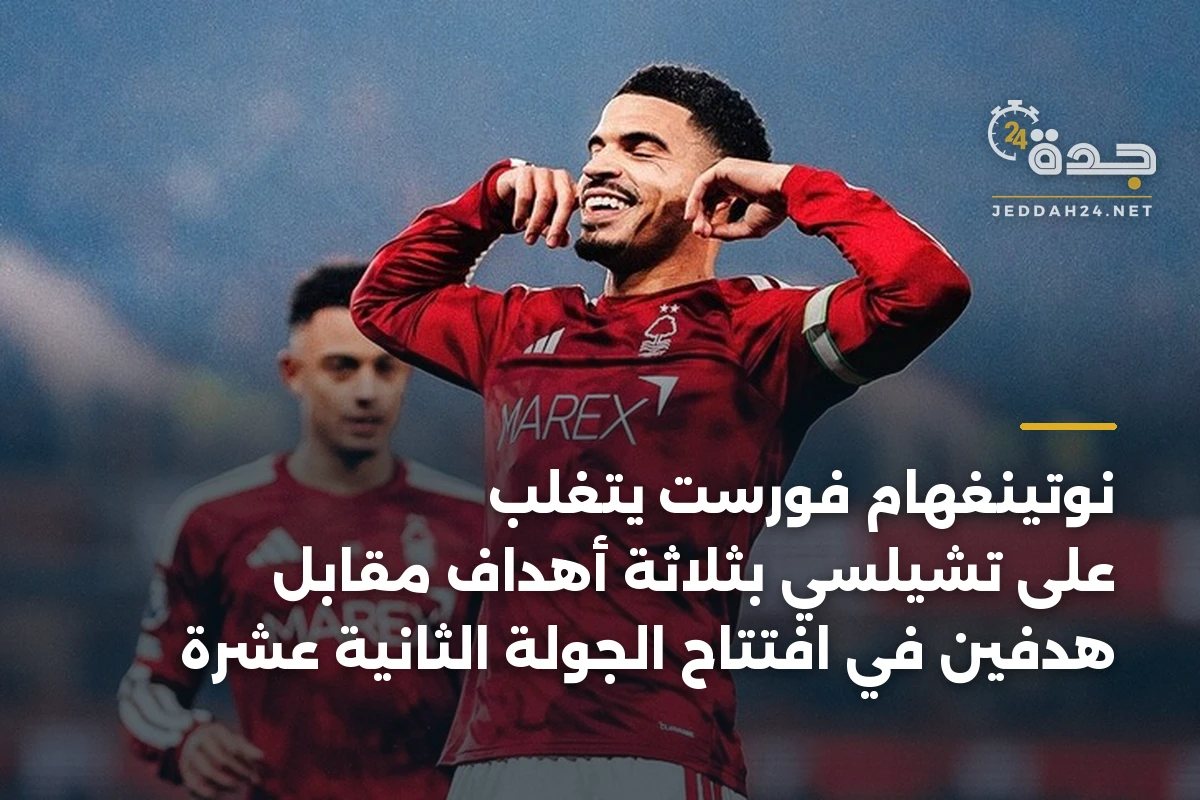 24
جدة
JEDDAH24.NET
MAREX
MAREX
نوتينغهام فورست يتغلب
على تشيلسي بثلاثة أهداف مقابل
هدفين في افتتاح الجولة الثانية عشرة